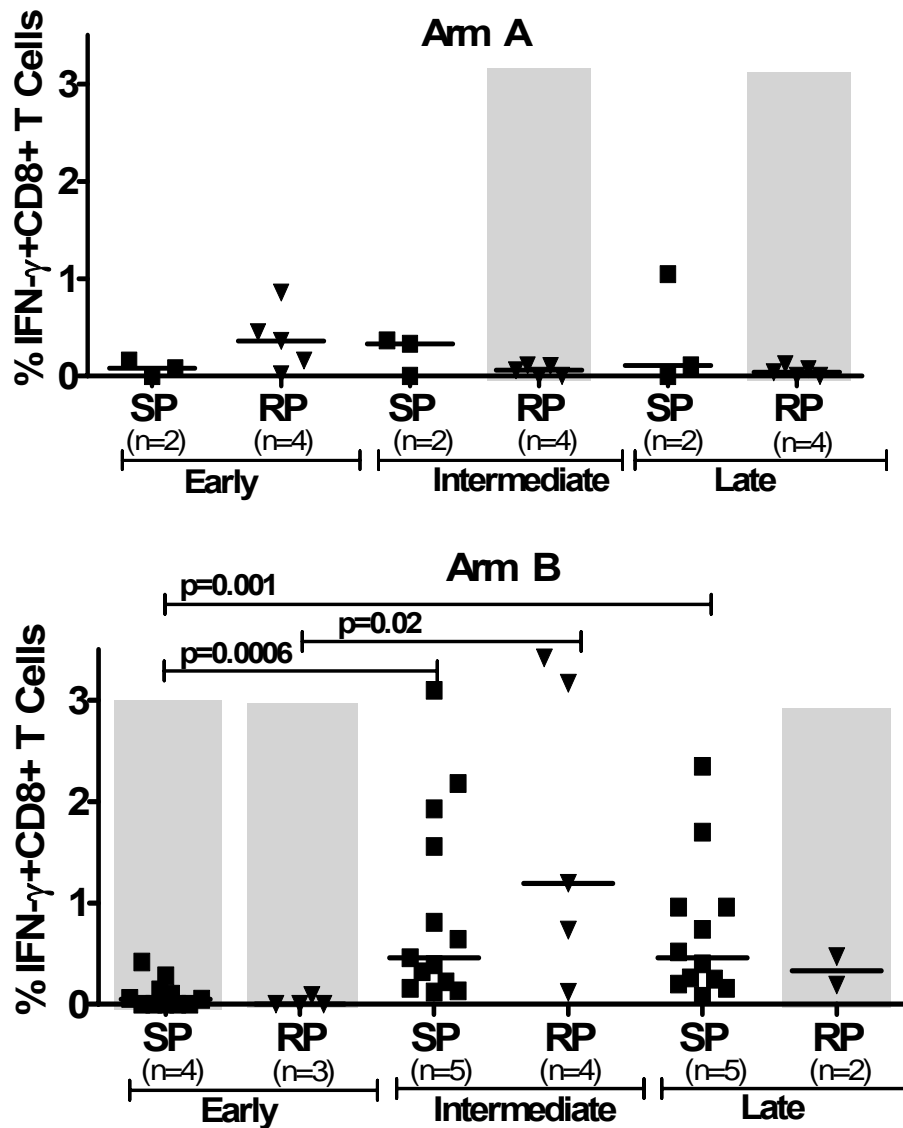 Arm A
% IFN-γ+CD8+ T Cells
3
2
1
0
SP RP SP RP SP RP
(n=2) (n=4) (n=2) (n=4) (n=2) (n=4)
Early Intermediate Late
Arm B
p=0.001
p=0.02
p=0.0006
% IFN-γ+CD8+ T Cells
3
2
1
0
SP RP SP RP SP RP
(n=4) (n=3) (n=5) (n=4) (n=5) (n=2)
Early Intermediate Late